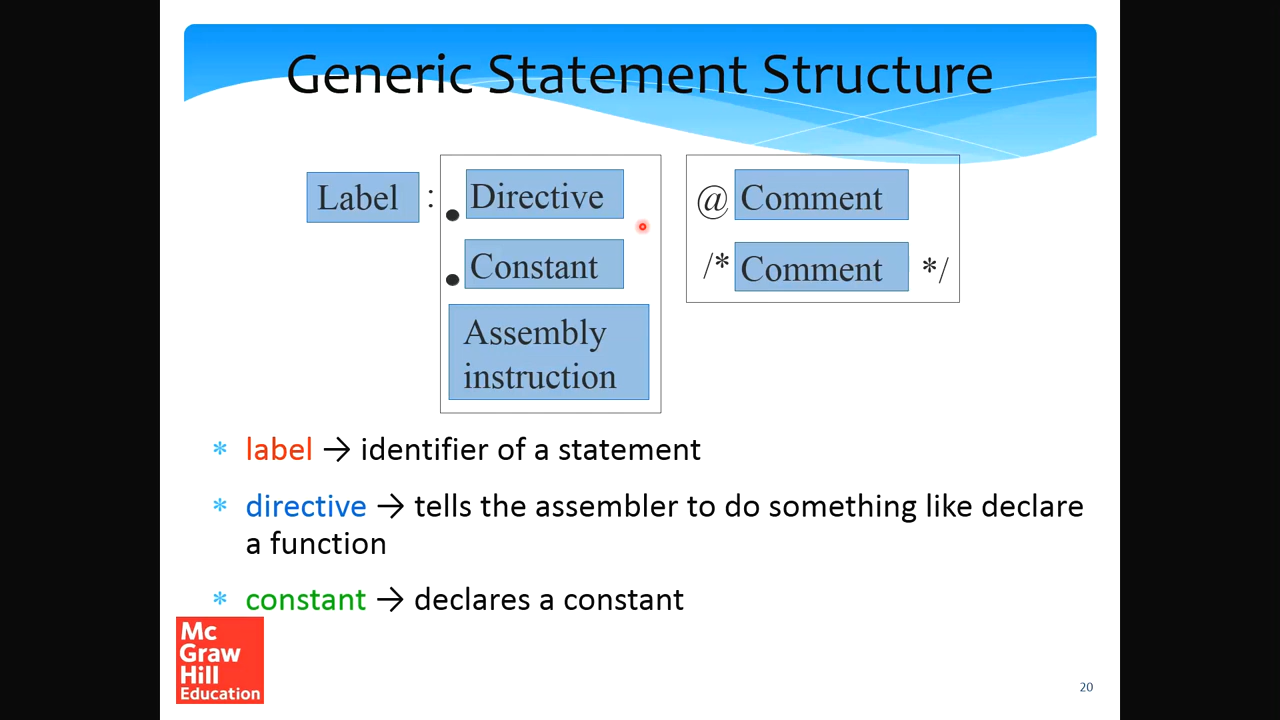 Generic Statement Structure
Label : . Directive @ Comment
. Constant /* Comment */
Assembly
instruction
* label → identifier of a statement
* directive → tells the assembler to do something like declare
a function
* constant → declares a constant
Mc
Graw
Hill
Education
20